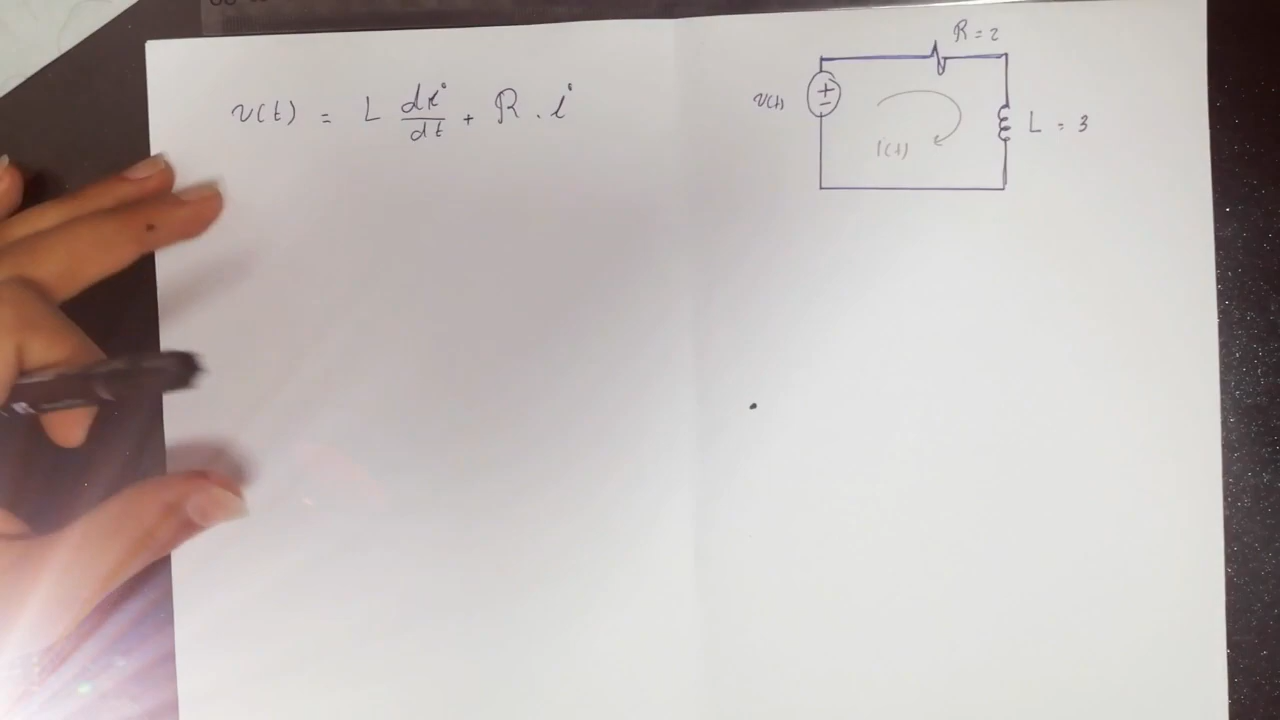 v(t) = L di/dt + R . i
R = 2
v(t)
i(t)
L = 3